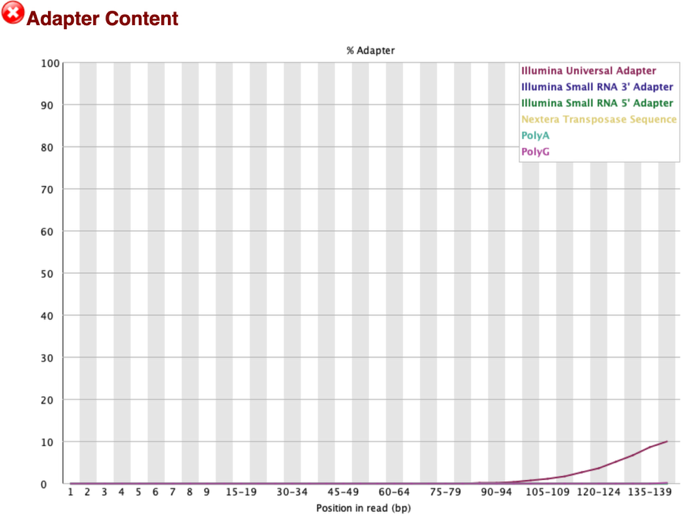 Adapter Content
% Adapter
Illumina Universal Adapter
Illumina Small RNA 3' Adapter
Illumina Small RNA 5' Adapter
Nextera Transposase Sequence
PolyA
PolyG
100
90
80
70
60
50
40
30
20
10
0
1 2 3 4 5 6 7 8 9 15-19 30-34 45-49 60-64 75-79 90-94 105-109 120-124 135-139
Position in read (bp)